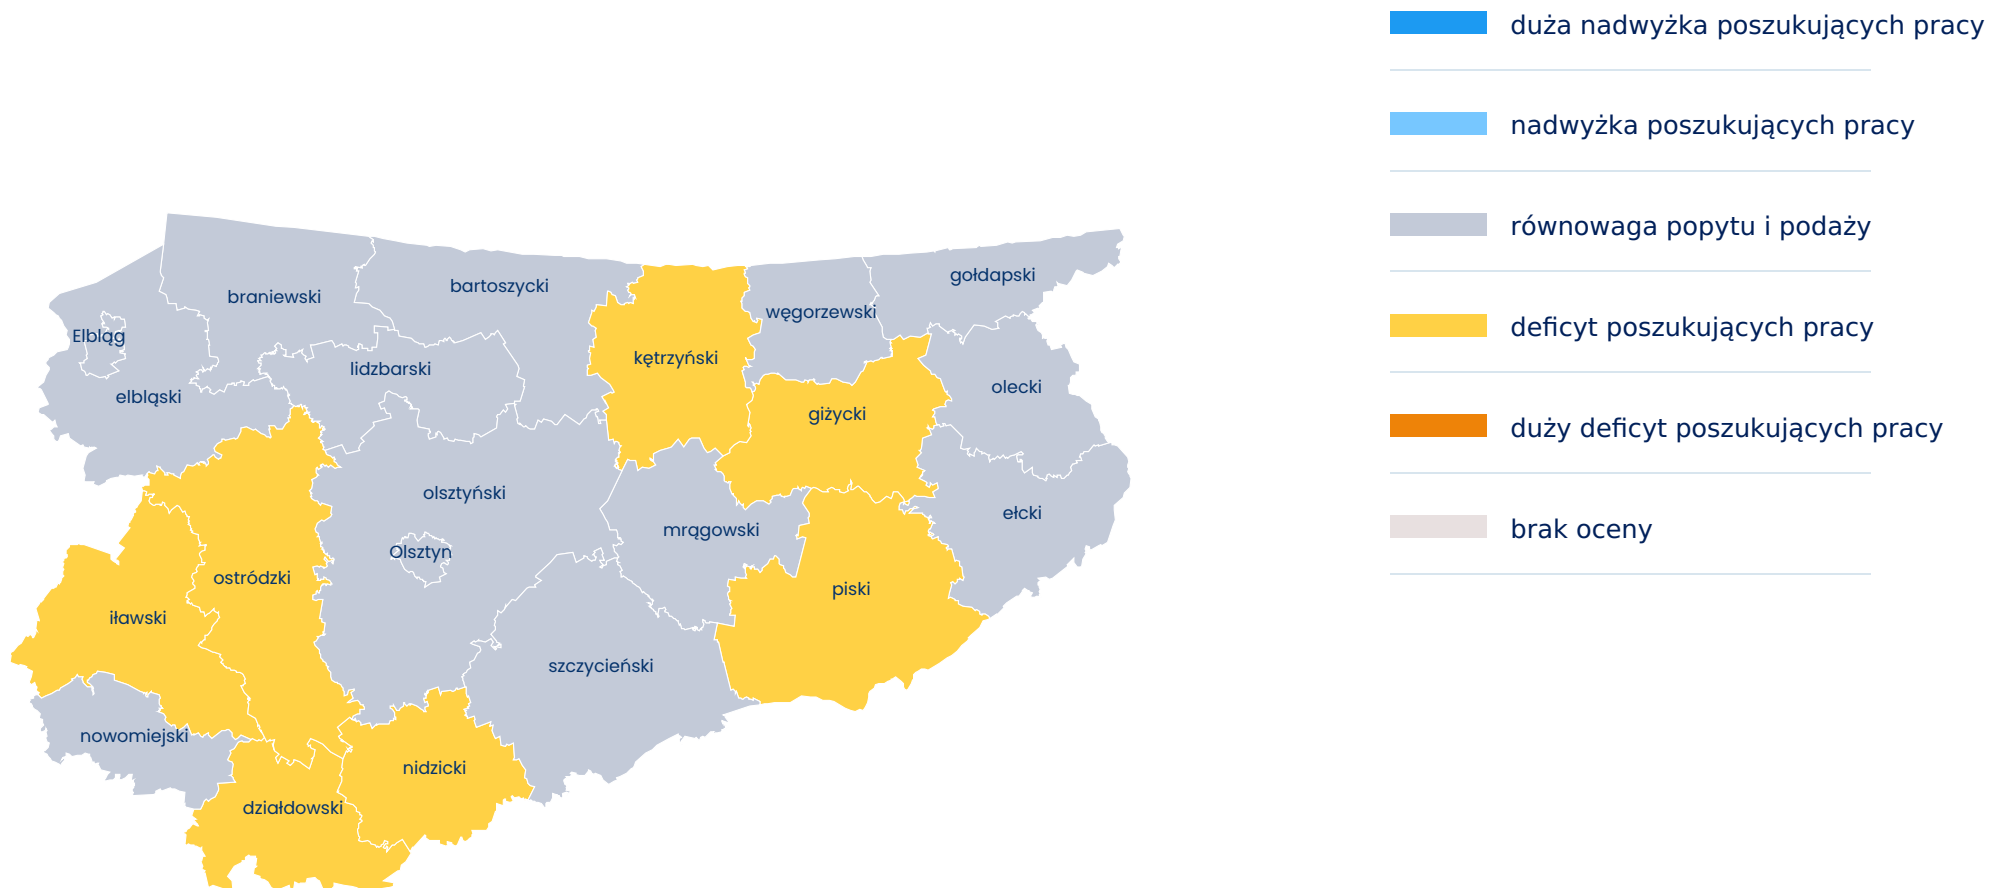 duża nadwyżka poszukujących pracy
nadwyżka poszukujących pracy
równowaga popytu i podaży
deficyt poszukujących pracy
duży deficyt poszukujących pracy
brak oceny
gołdapski
bartoszycki
braniewski
węgorzewski
Elbląg
kętrzyński
lidzbarski
olecki
elbląski
giżycki
olsztyński
ełcki
mrągowski
Olsztyn
ostródzki
piski
iławski
szczycieński
nowomiejski
nidzicki
działdowski